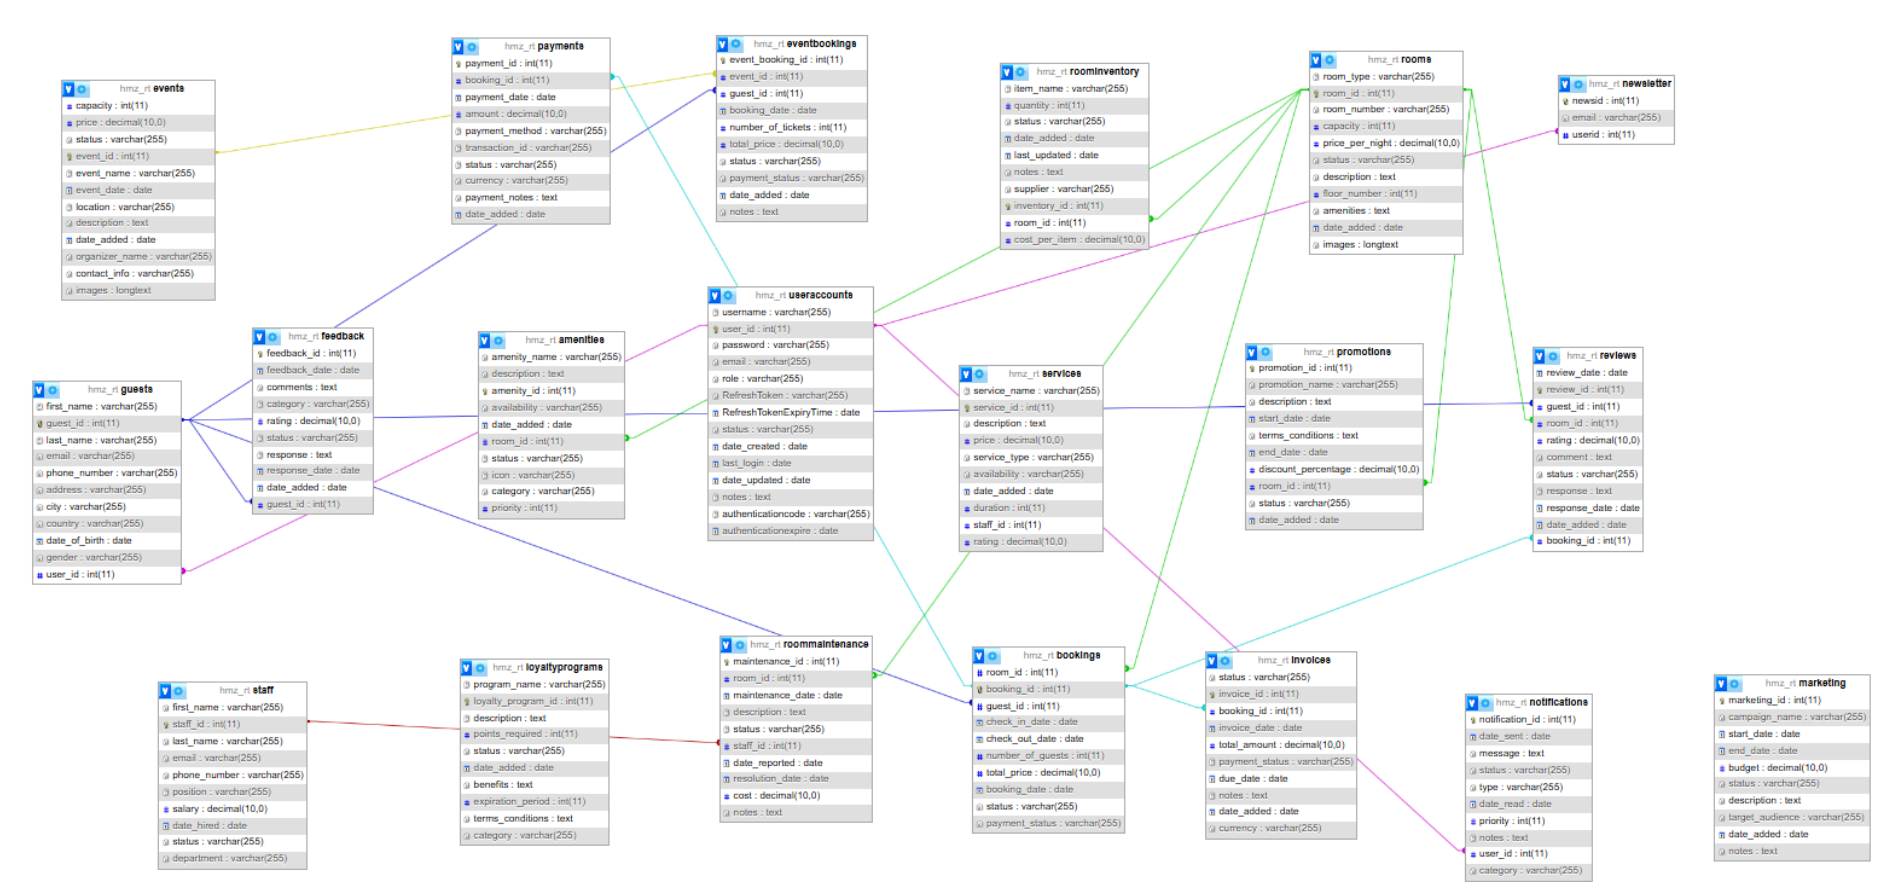 hmz_rt events
capacity : int(11)
price : decimal(10,0)
status : varchar(255)
event_id : int(11)
event_name : varchar(255)
event_date : date
location : varchar(255)
description : text
date_added : date
organizer_name : varchar(255)
contact_info : varchar(255)
images : longtext
hmz_rt payments
payment_id : int(11)
booking_id : int(11)
payment_date : date
amount : decimal(10,0)
payment_method : varchar(255)
transaction_id : varchar(255)
status : varchar(255)
currency : varchar(255)
payment_notes : text
date_added : date
hmz_rt eventbookings
event_booking_id : int(11)
event_id : int(11)
guest_id : int(11)
booking_date : date
number_of_tickets : int(11)
total_price : decimal(10,0)
status : varchar(255)
payment_status : varchar(255)
date_added : date
notes : text
hmz_rt roominventory
item_name : varchar(255)
quantity : int(11)
status : varchar(255)
date_added : date
last_updated : date
notes : text
supplier : varchar(255)
inventory_id : int(11)
room_id : int(11)
cost_per_item : decimal(10,0)
hmz_rt rooms
room_type : varchar(255)
room_id : int(11)
room_number : varchar(255)
capacity : int(11)
price_per_night : decimal(10,0)
status : varchar(255)
description : text
floor_number : int(11)
amenities : text
date_added : date
images : longtext
hmz_rt newsletter
newsid : int(11)
email : varchar(255)
userid : int(11)
hmz_rt guests
first_name : varchar(255)
guest_id : int(11)
last_name : varchar(255)
email : varchar(255)
phone_number : varchar(255)
address : varchar(255)
city : varchar(255)
country : varchar(255)
date_of_birth : date
gender : varchar(255)
user_id : int(11)
hmz_rt feedback
feedback_id : int(11)
feedback_date : date
comments : text
category : varchar(255)
rating : decimal(10,0)
status : varchar(255)
response : text
response_date : date
date_added : date
guest_id : int(11)
hmz_rt amenities
amenity_name : varchar(255)
description : text
amenity_id : int(11)
availability : varchar(255)
date_added : date
room_id : int(11)
status : varchar(255)
icon : varchar(255)
category : varchar(255)
priority : int(11)
hmz_rt useraccounts
username : varchar(255)
user_id : int(11)
password : varchar(255)
email : varchar(255)
role : varchar(255)
RefreshToken : varchar(255)
RefreshTokenExpiryTime : date
status : varchar(255)
date_created : date
last_login : date
date_updated : date
notes : text
authenticationcode : varchar(255)
authenticationexpire : date
hmz_rt services
service_name : varchar(255)
service_id : int(11)
description : text
price : decimal(10,0)
service_type : varchar(255)
availability : varchar(255)
date_added : date
duration : int(11)
staff_id : int(11)
rating : decimal(10,0)
hmz_rt promotions
promotion_id : int(11)
promotion_name : varchar(255)
description : text
start_date : date
terms_conditions : text
end_date : date
discount_percentage : decimal(10,0)
room_id : int(11)
status : varchar(255)
date_added : date
hmz_rt reviews
review_date : date
review_id : int(11)
guest_id : int(11)
room_id : int(11)
rating : decimal(10,0)
comment : text
status : varchar(255)
response : text
response_date : date
date_added : date
booking_id : int(11)
hmz_rt staff
first_name : varchar(255)
staff_id : int(11)
last_name : varchar(255)
email : varchar(255)
phone_number : varchar(255)
position : varchar(255)
salary : decimal(10,0)
date_hired : date
status : varchar(255)
department : varchar(255)
hmz_rt loyaltyprograms
program_name : varchar(255)
loyalty_program_id : int(11)
description : text
points_required : int(11)
status : varchar(255)
date_added : date
benefits : text
expiration_period : int(11)
terms_conditions : text
category : varchar(255)
hmz_rt roommaintenance
maintenance_id : int(11)
room_id : int(11)
maintenance_date : date
description : text
status : varchar(255)
staff_id : int(11)
date_reported : date
resolution_date : date
cost : decimal(10,0)
notes : text
hmz_rt bookings
room_id : int(11)
booking_id : int(11)
guest_id : int(11)
check_in_date : date
check_out_date : date
number_of_guests : int(11)
total_price : decimal(10,0)
booking_date : date
status : varchar(255)
payment_status : varchar(255)
hmz_rt invoices
status : varchar(255)
invoice_id : int(11)
booking_id : int(11)
invoice_date : date
total_amount : decimal(10,0)
payment_status : varchar(255)
due_date : date
notes : text
date_added : date
currency : varchar(255)
hmz_rt notifications
notification_id : int(11)
date_sent : date
message : text
status : varchar(255)
type : varchar(255)
date_read : date
priority : int(11)
notes : text
user_id : int(11)
category : varchar(255)
hmz_rt marketing
marketing_id : int(11)
campaign_name : varchar(255)
start_date : date
end_date : date
budget : decimal(10,0)
status : varchar(255)
description : text
target_audience : varchar(255)
date_added : date
notes : text